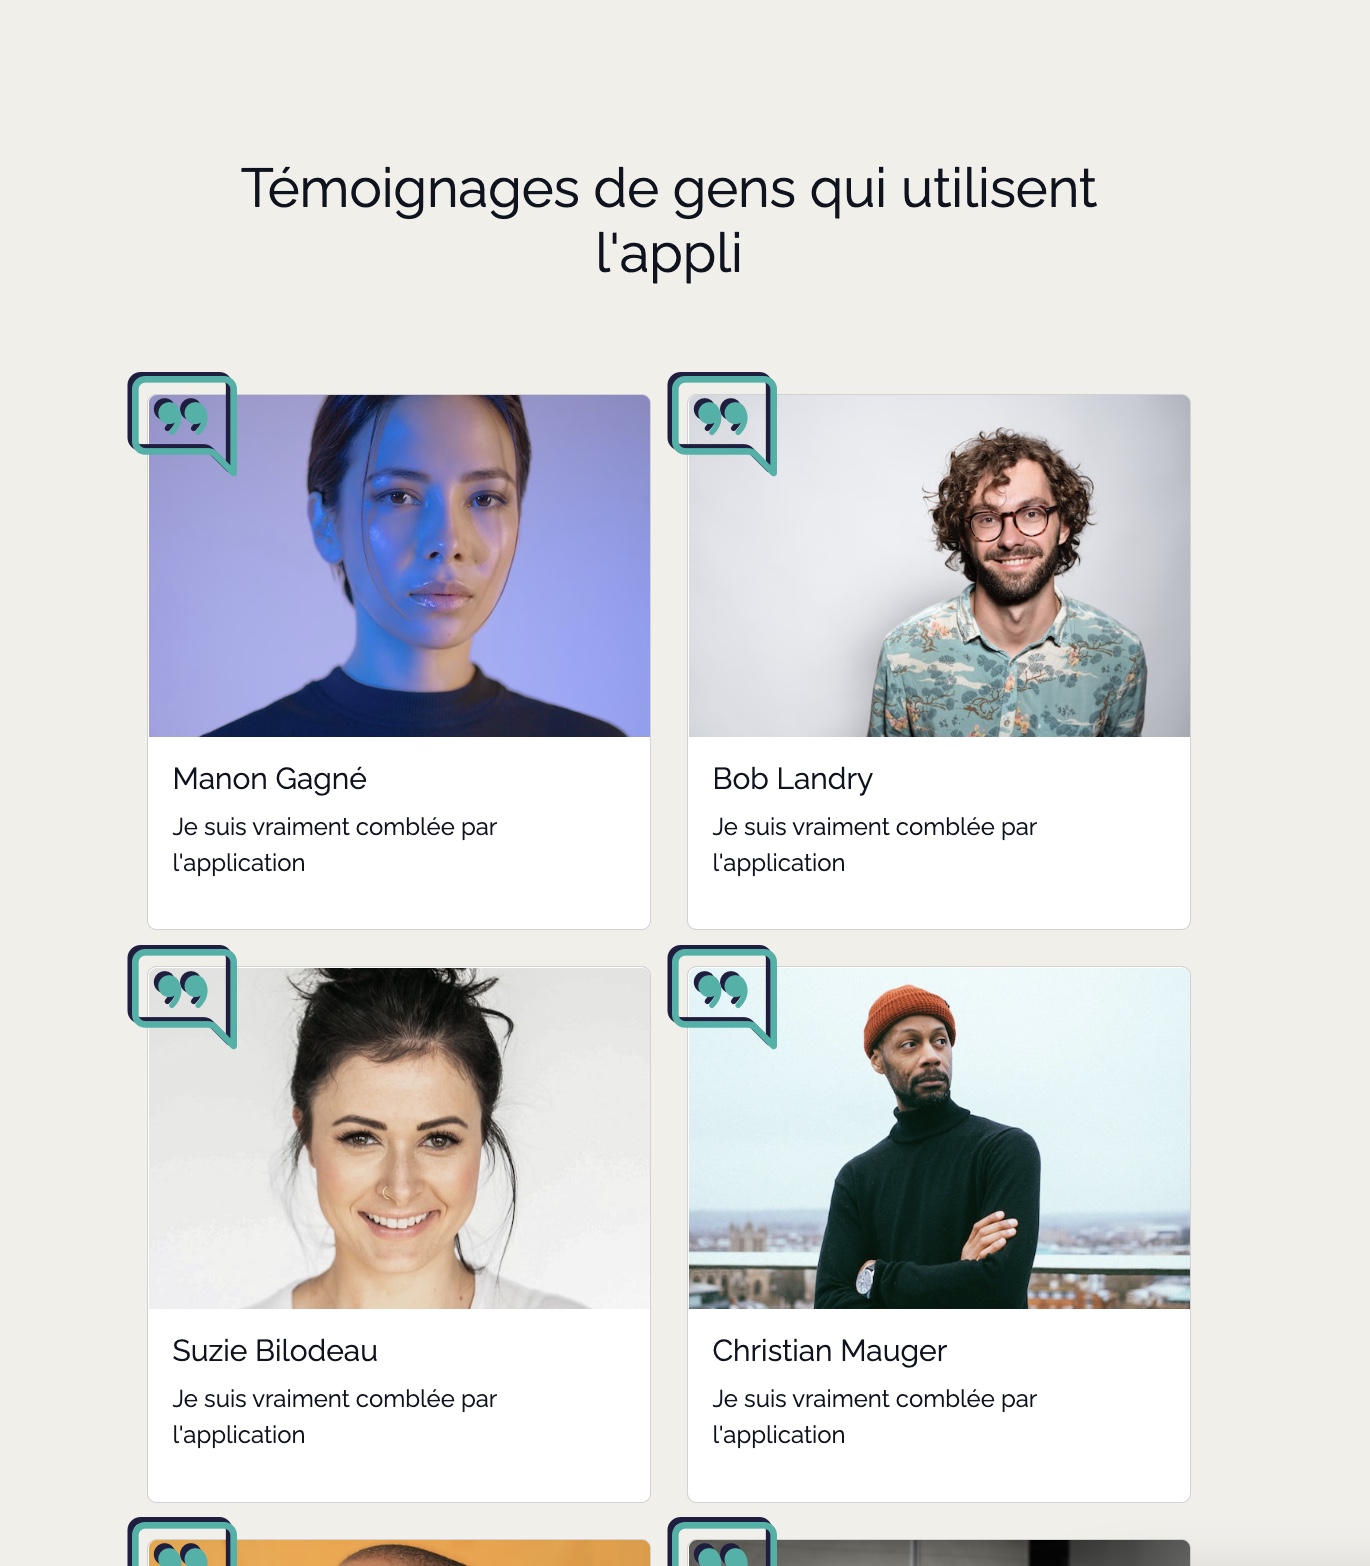 Témoignages de gens qui utilisent
l'appli
Manon Gagné
Je suis vraiment comblée par
l'application
Bob Landry
Je suis vraiment comblée par
l'application
Suzie Bilodeau
Je suis vraiment comblée par
l'application
Christian Mauger
Je suis vraiment comblée par
l'application